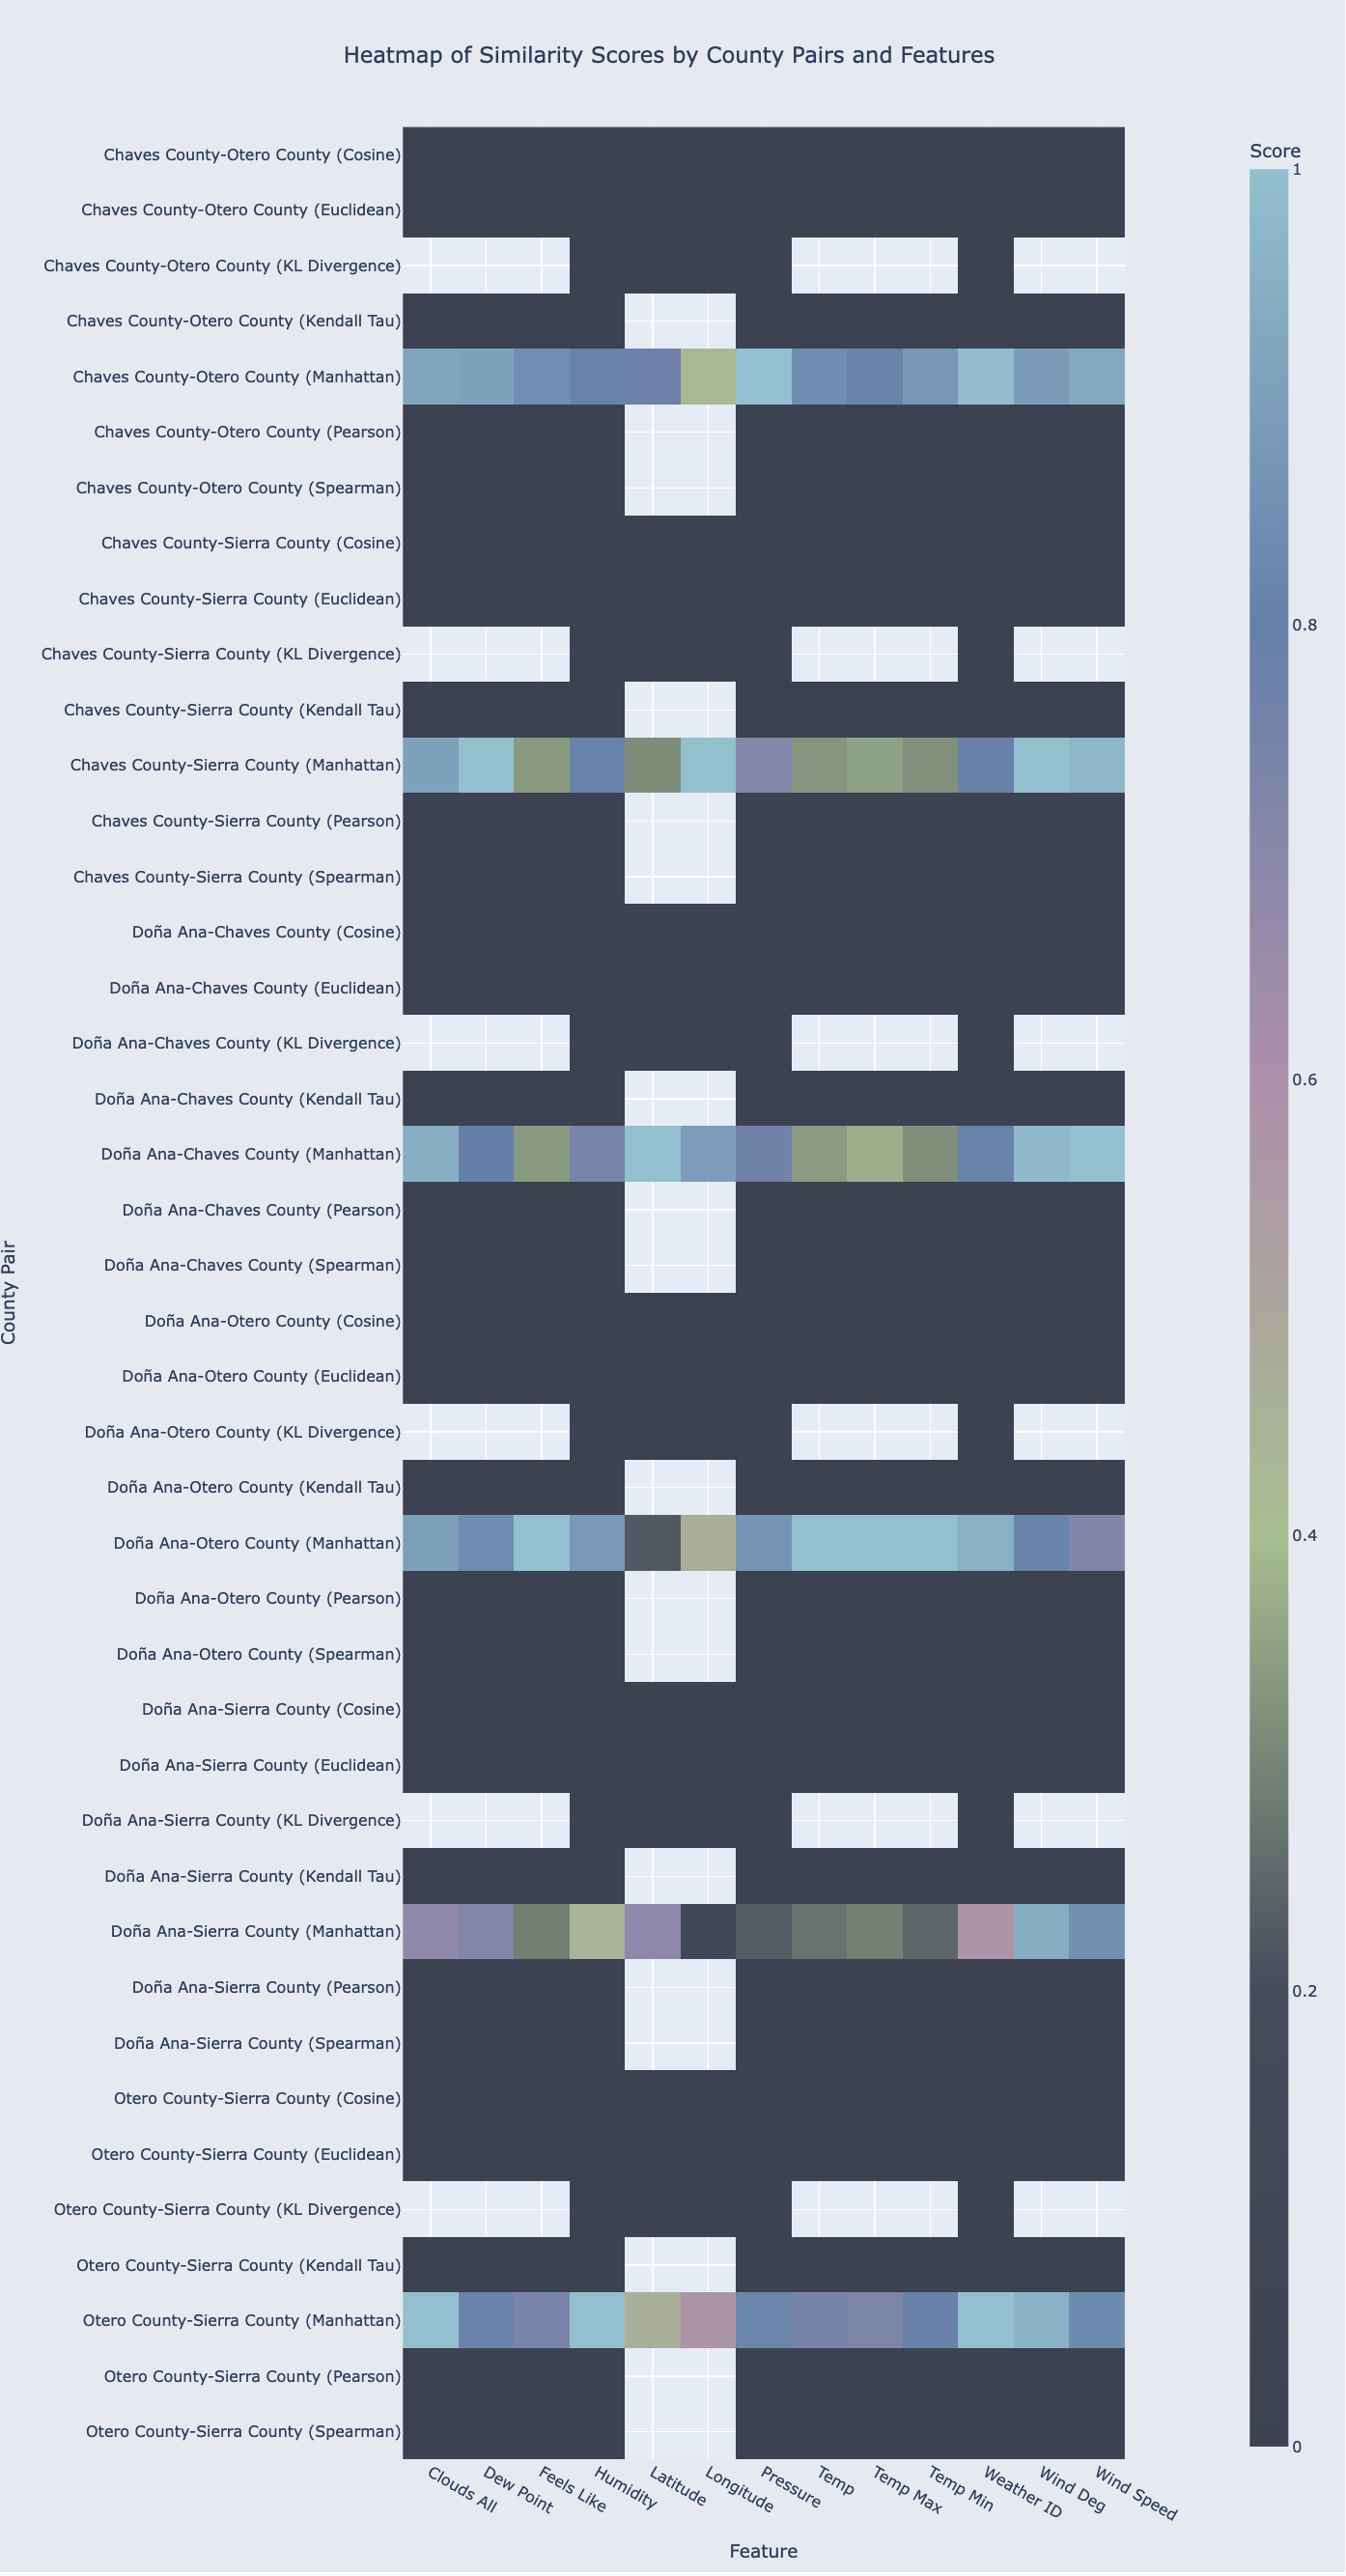 Heatmap of Similarity Scores by County Pairs and Features
Score
1
0.8
0.6
0.4
0.2
0
County Pair
Chaves County-Otero County (Cosine)
Chaves County-Otero County (Euclidean)
Chaves County-Otero County (KL Divergence)
Chaves County-Otero County (Kendall Tau)
Chaves County-Otero County (Manhattan)
Chaves County-Otero County (Pearson)
Chaves County-Otero County (Spearman)
Chaves County-Sierra County (Cosine)
Chaves County-Sierra County (Euclidean)
Chaves County-Sierra County (KL Divergence)
Chaves County-Sierra County (Kendall Tau)
Chaves County-Sierra County (Manhattan)
Chaves County-Sierra County (Pearson)
Chaves County-Sierra County (Spearman)
Doña Ana-Chaves County (Cosine)
Doña Ana-Chaves County (Euclidean)
Doña Ana-Chaves County (KL Divergence)
Doña Ana-Chaves County (Kendall Tau)
Doña Ana-Chaves County (Manhattan)
Doña Ana-Chaves County (Pearson)
Doña Ana-Chaves County (Spearman)
Doña Ana-Otero County (Cosine)
Doña Ana-Otero County (Euclidean)
Doña Ana-Otero County (KL Divergence)
Doña Ana-Otero County (Kendall Tau)
Doña Ana-Otero County (Manhattan)
Doña Ana-Otero County (Pearson)
Doña Ana-Otero County (Spearman)
Doña Ana-Sierra County (Cosine)
Doña Ana-Sierra County (Euclidean)
Doña Ana-Sierra County (KL Divergence)
Doña Ana-Sierra County (Kendall Tau)
Doña Ana-Sierra County (Manhattan)
Doña Ana-Sierra County (Pearson)
Doña Ana-Sierra County (Spearman)
Otero County-Sierra County (Cosine)
Otero County-Sierra County (Euclidean)
Otero County-Sierra County (KL Divergence)
Otero County-Sierra County (Kendall Tau)
Otero County-Sierra County (Manhattan)
Otero County-Sierra County (Pearson)
Otero County-Sierra County (Spearman)
Clouds All
Dew Point
Feels Like
Humidity
Latitude
Longitude
Pressure
Temp
Temp Max
Temp Min
Weather ID
Wind Deg
Wind Speed
Feature